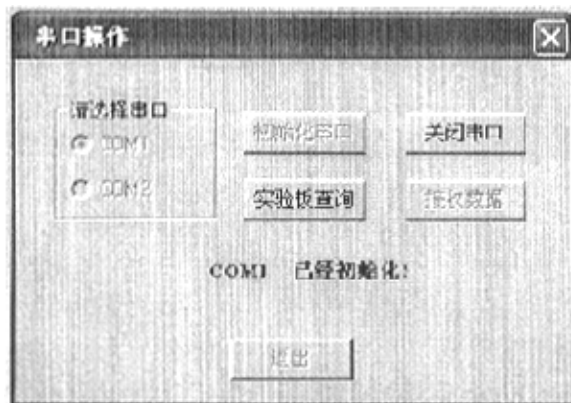 串口操作
请选择串口
COM1
初始化串口
关闭串口
COM2
实验板查询
接收数据
COM1 已经初始化!
退出